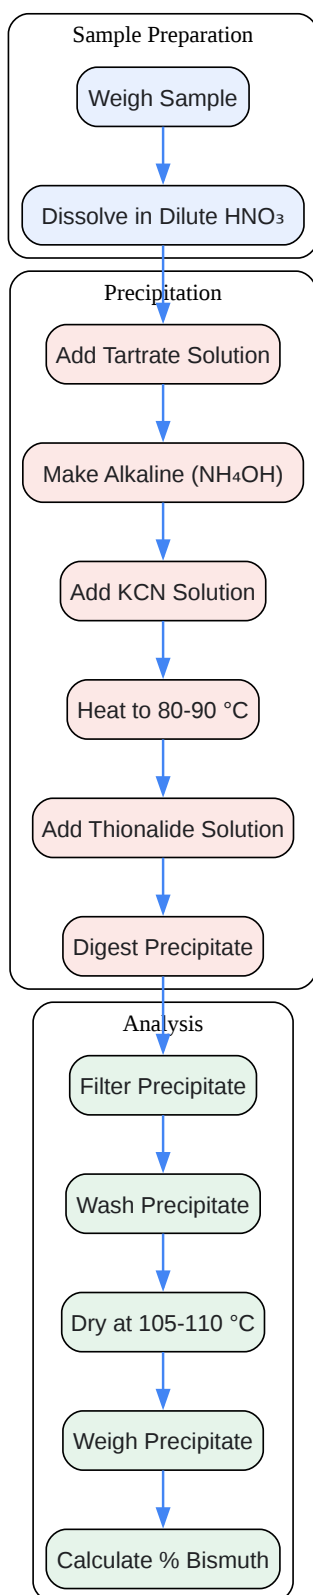 Sample Preparation
Weigh Sample
Dissolve in Dilute HNO₃
Precipitation
Add Tartrate Solution
Make Alkaline (NH₄OH)
Add KCN Solution
Heat to 80-90 °C
Add Thionalide Solution
Digest Precipitate
Analysis
Filter Precipitate
Wash Precipitate
Dry at 105-110 °C
Weigh Precipitate
Calculate % Bismuth